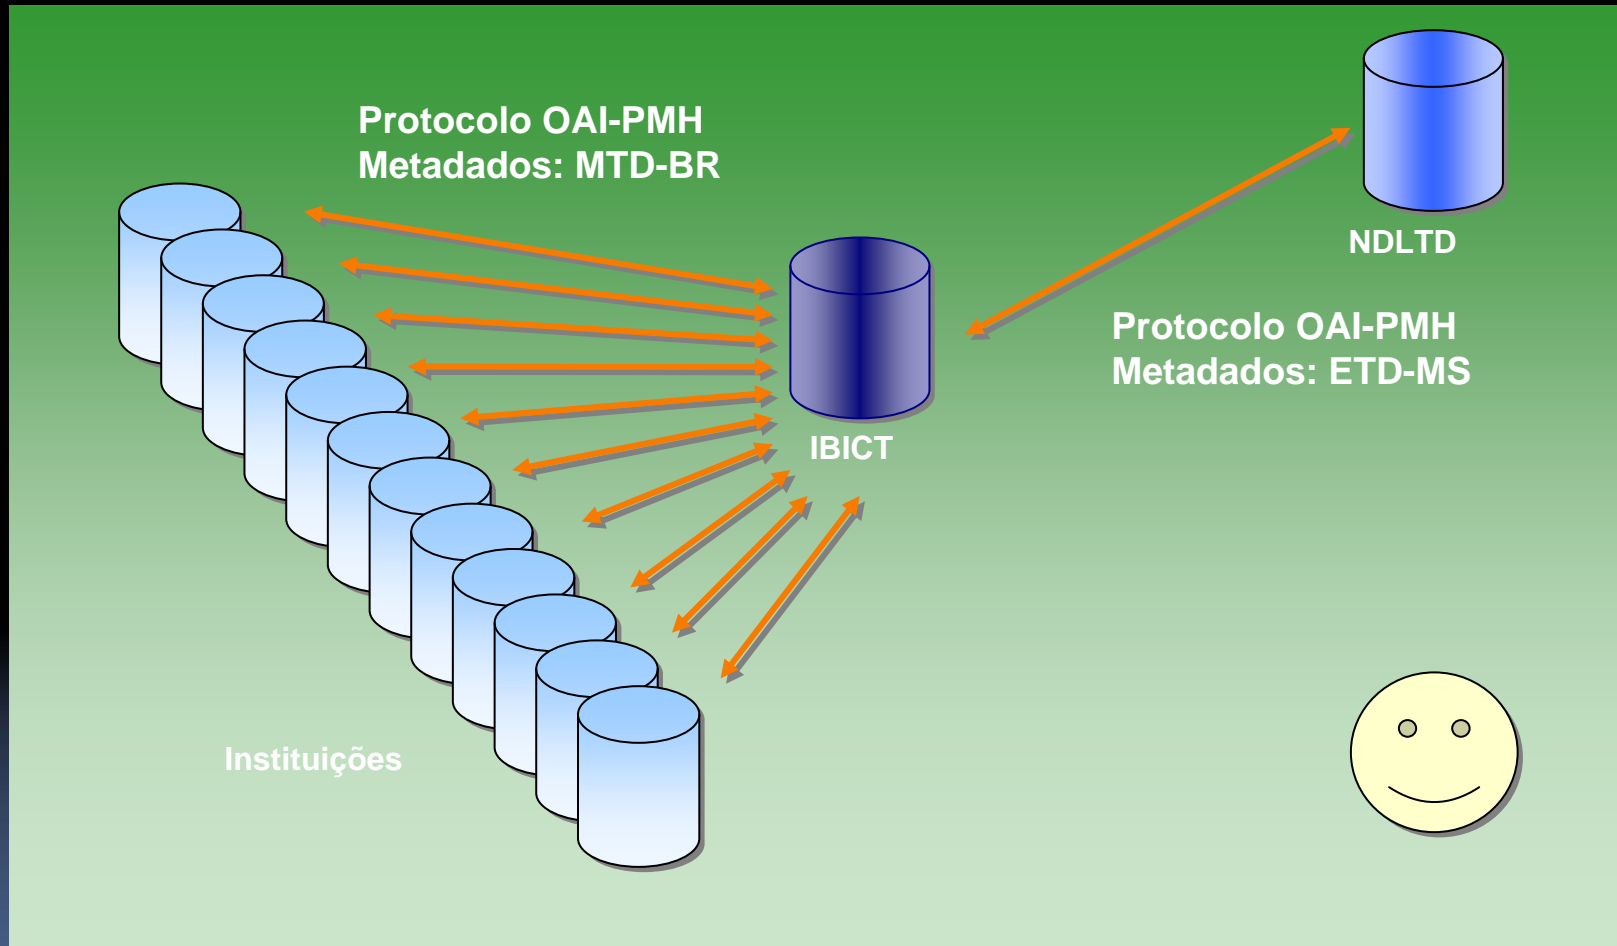 Protocolo OAI-PMH
Metadados: MTD-BR
NDLTD
Protocolo OAI-PMH
Metadados: ETD-MS
IBICT
Instituições